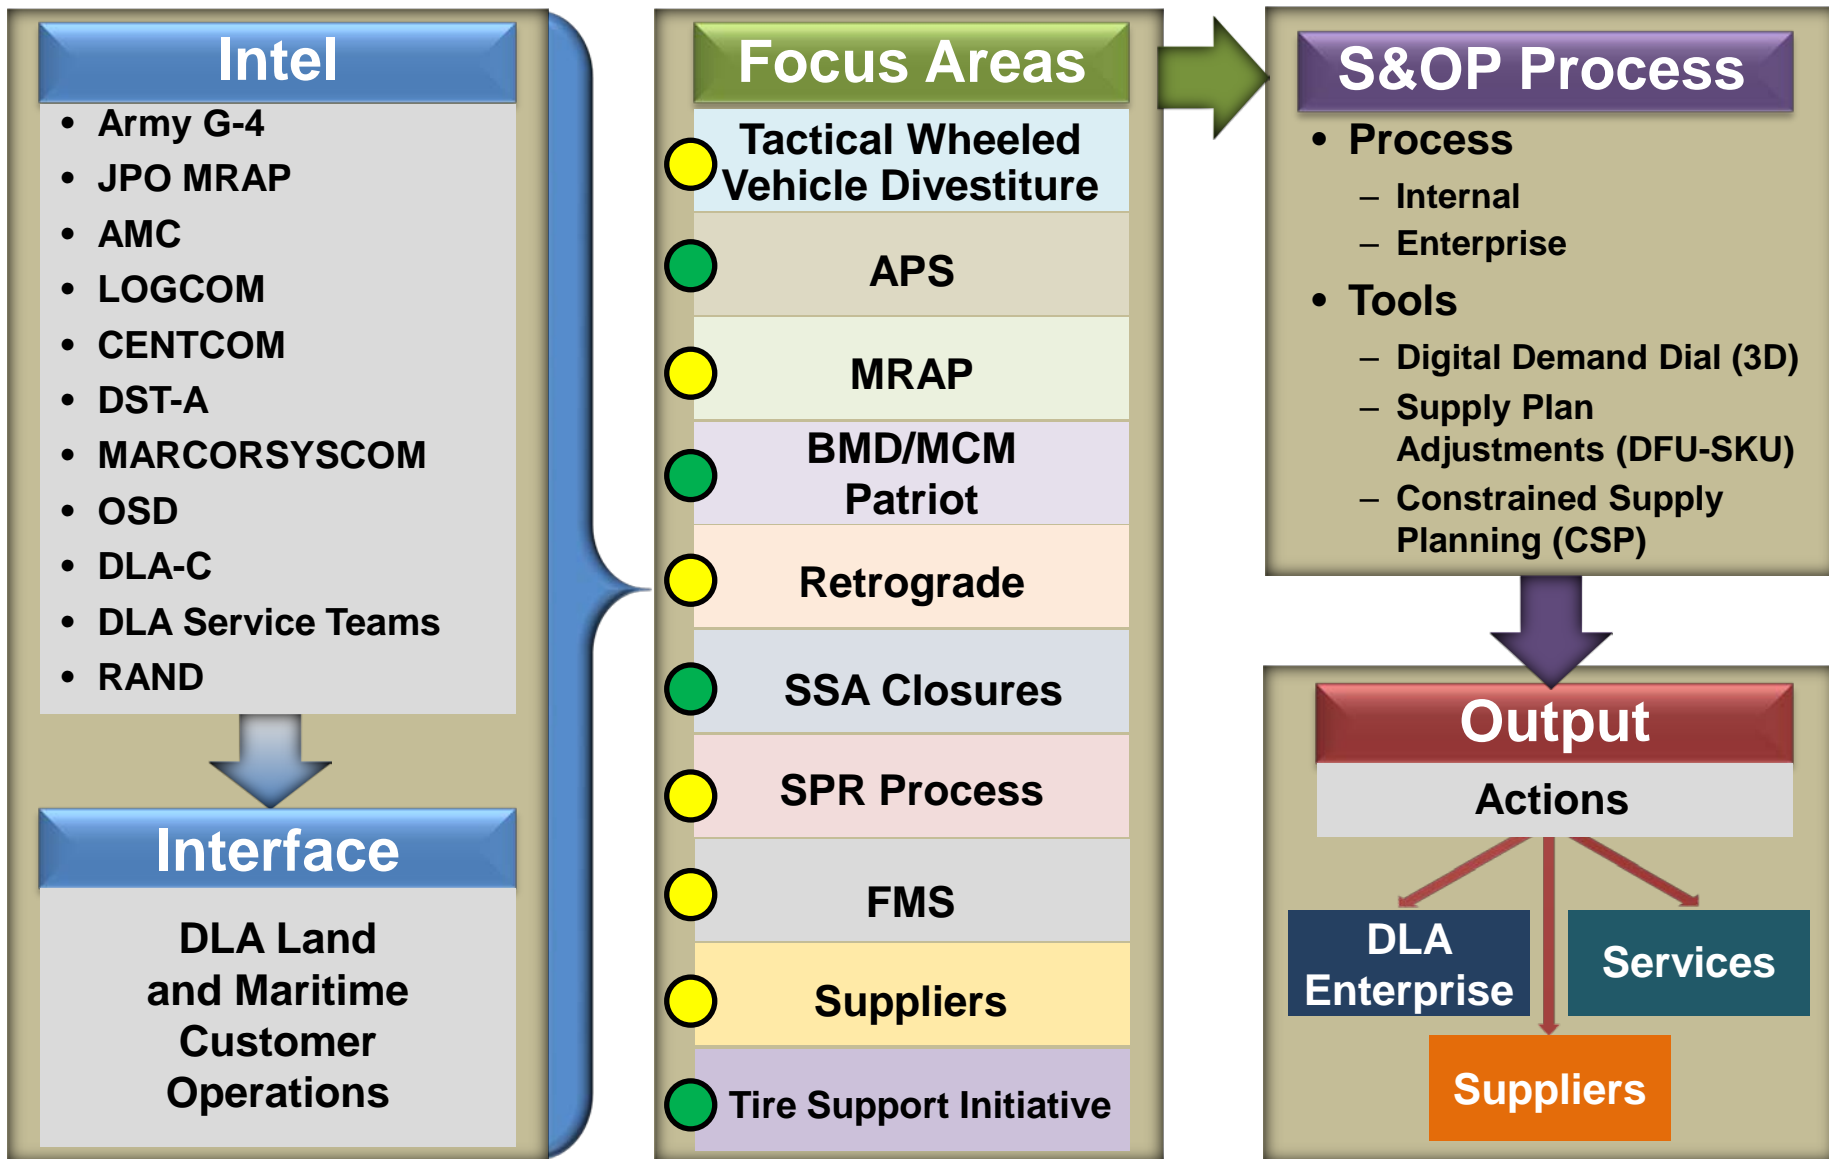 Intel
• Army G-4
• JPO MRAP
• AMC
• LOGCOM
• CENTCOM
• DST-A
• MARCORSYSCOM
• OSD
• DLA-C
• DLA Service Teams
• RAND
Interface
DLA Land
and Maritime
Customer
Operations
Focus Areas
Tactical Wheeled
Vehicle Divestiture
APS
MRAP
BMD/MCM
Patriot
Retrograde
SSA Closures
SPR Process
FMS
Suppliers
Tire Support Initiative
S&OP Process
• Process
– Internal
– Enterprise
• Tools
– Digital Demand Dial (3D)
– Supply Plan
Adjustments (DFU-SKU)
– Constrained Supply
Planning (CSP)
Output
Actions
DLA
Enterprise
Services
Suppliers